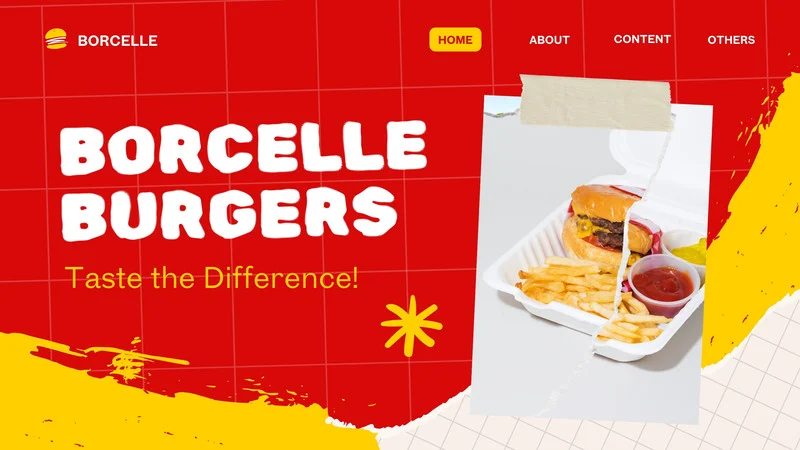 BORCELLE
HOME
ABOUT
CONTENT
OTHERS
BORCELLE
BURGERS
Taste the Difference!